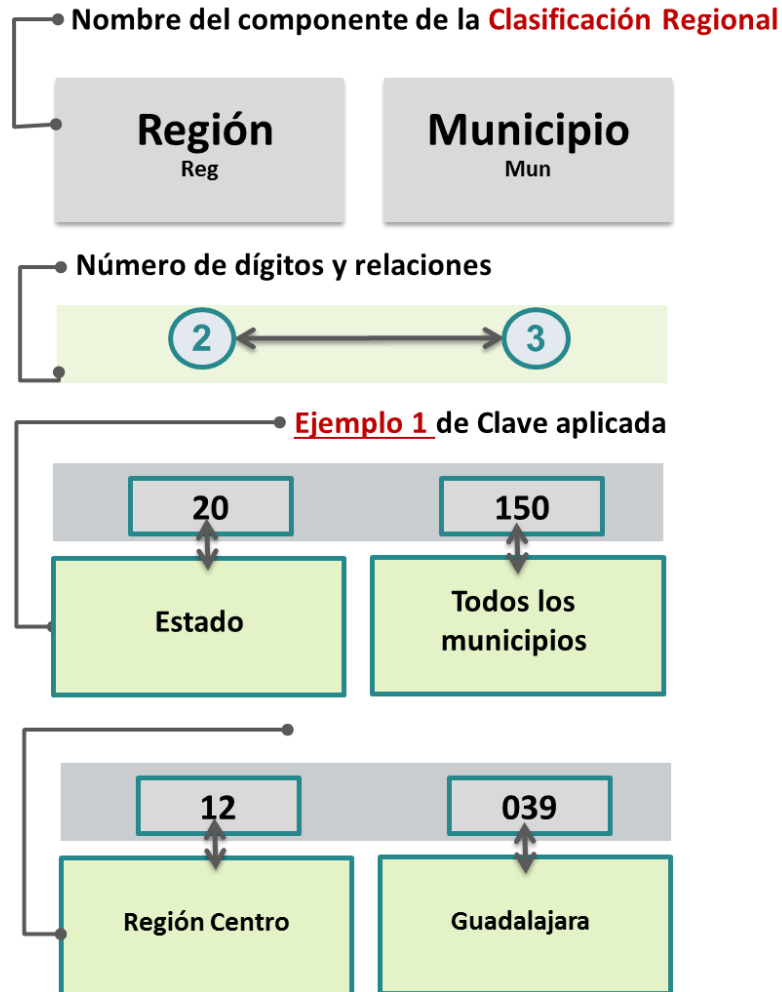 Nombre del componente de la Clasificación Regional
Región
Reg
Municipio
Mun
Número de dígitos y relaciones
2
3
Ejemplo 1 de Clave aplicada
20
150
Estado
Todos los
municipios
12
039
Región Centro
Guadalajara